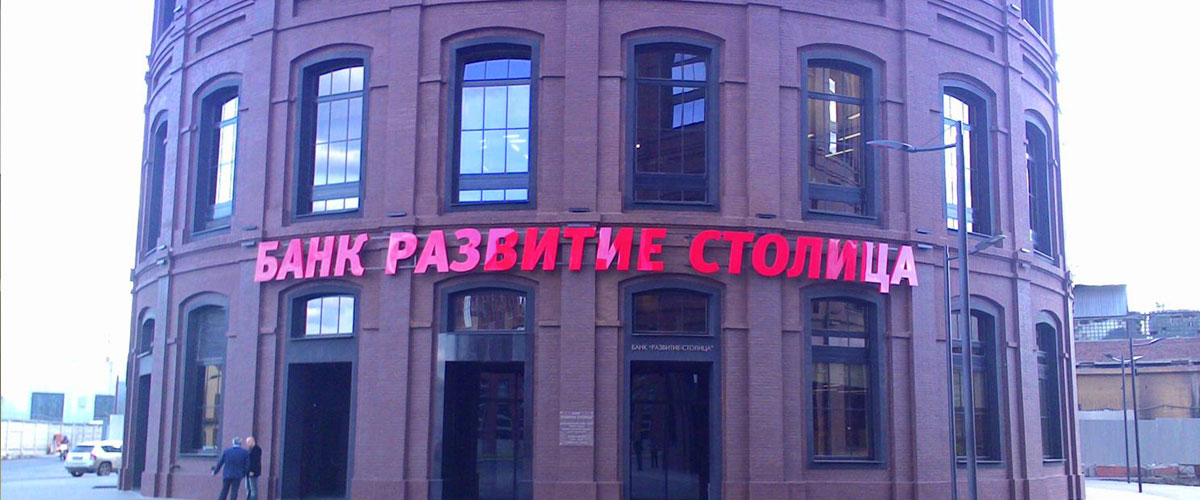 БАНК РАЗВИТИЕ СТОЛИЦА
БАНК "РАЗВИТИЕ-СТОЛИЦА"